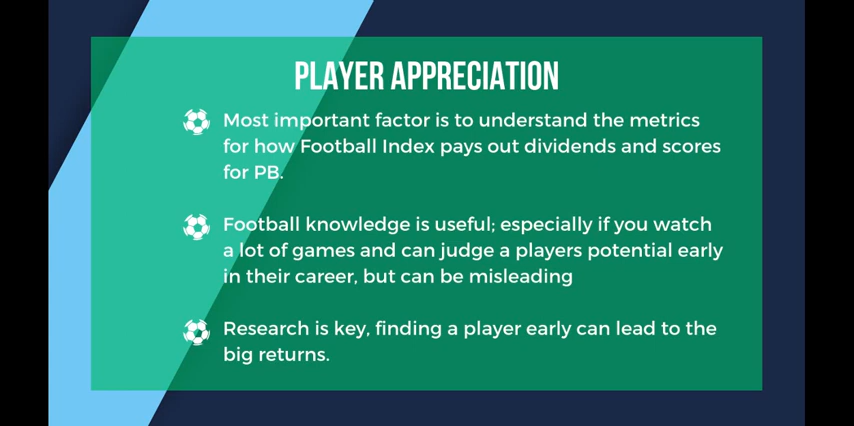 PLAYER APPRECIATION
Most important factor is to understand the metrics
for how Football Index pays out dividends and scores
for PB.
Football knowledge is useful; especially if you watch
a lot of games and can judge a players potential early
in their career, but can be misleading
Research is key, finding a player early can lead to the
big returns.